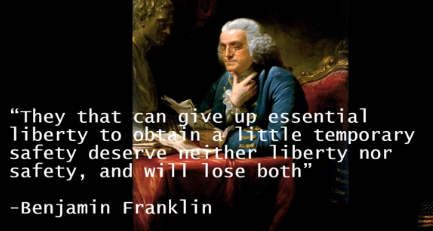 “They that can give up essential
liberty to obtain a little temporary
safety deserve neither liberty nor
safety, and will lose both”
-Benjamin Franklin